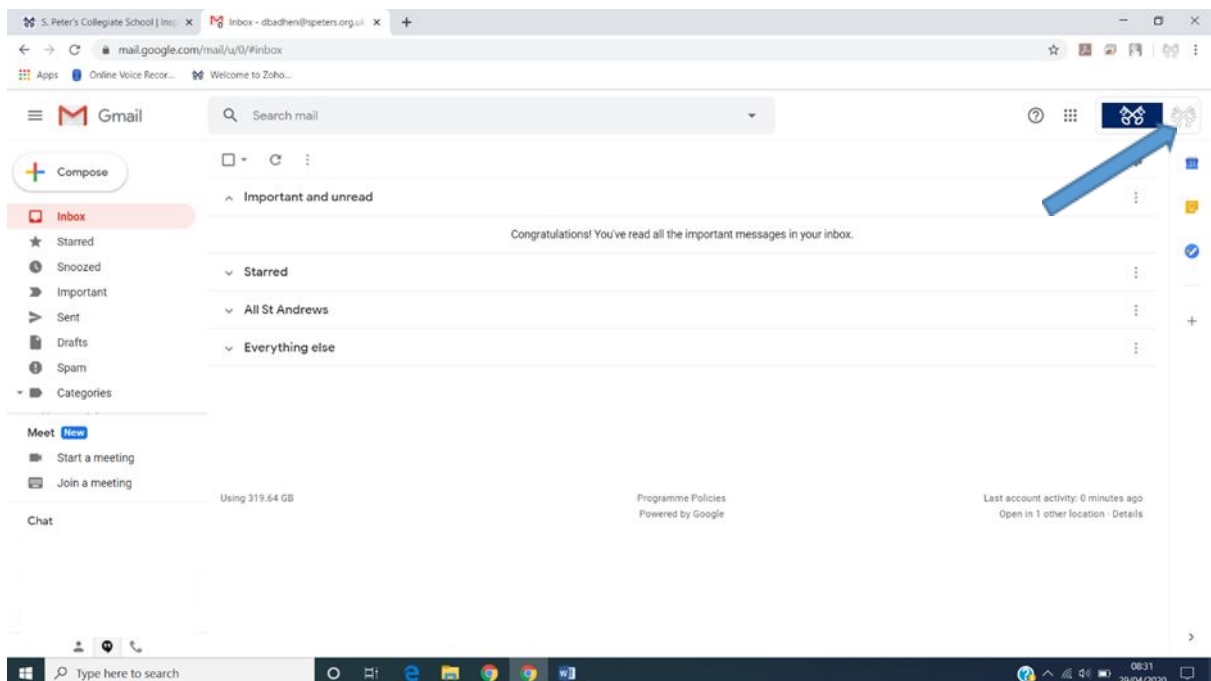 S. Peter's Collegiate School | Insp
Inbox - dbadhen@speters.org.uk
mail.google.com/mail/u/0/#inbox
Apps Online Voice Recor... Welcome to Zoho...
Gmail
Search mail
Compose
Inbox
Starred
Snoozed
Important
Sent
Drafts
Spam
Categories
Meet New
Start a meeting
Join a meeting
Chat
Important and unread
Congratulations! You've read all the important messages in your inbox.
Starred
All St Andrews
Everything else
Using 319.64 GB
Programme Policies
Powered by Google
Last account activity: 0 minutes ago
Open in 1 other location · Details
Type here to search
08:31
29/04/2020